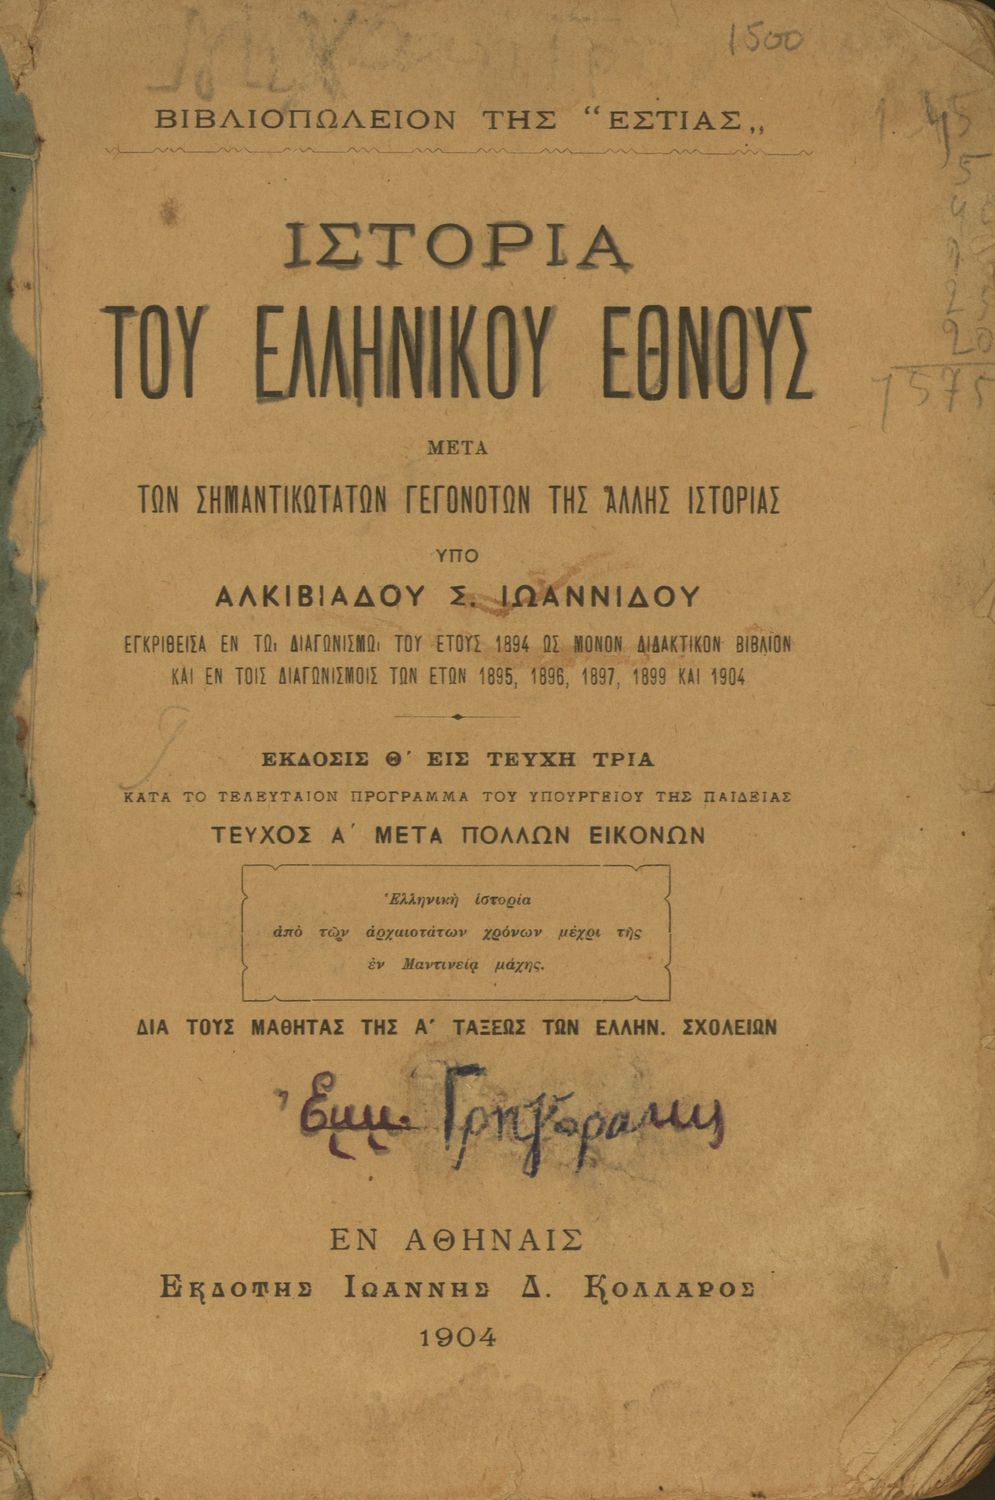 1500
ΒΙΒΛΙΟΠΩΛΕΙΟΝ ΤΗΣ “ΕΣΤΙΑΣ„
ΙΣΤΟΡΙΑ
ΤΟΥ ΕΛΛΗΝΙΚΟΥ ΕΘΝΟΥΣ
ΜΕΤΑ
ΤΩΝ ΣΗΜΑΝΤΙΚΩΤΑΤΩΝ ΓΕΓΟΝΟΤΩΝ ΤΗΣ ἌΛΛΗΣ ΙΣΤΟΡΙΑΣ
ΥΠΟ
ΑΛΚΙΒΙΑΔΟΥ Σ. ΙΩΑΝΝΙΔΟΥ
ΕΓΚΡΙΘΕΙΣΑ ΕΝ ΤΩι ΔΙΑΓΩΝΙΣΜΩι ΤΟΥ ΕΤΟΥΣ 1894 ΩΣ ΜΟΝΟΝ ΔΙΔΑΚΤΙΚΟΝ ΒΙΒΛΙΟΝ
ΚΑΙ ΕΝ ΤΟΙΣ ΔΙΑΓΩΝΙΣΜΟΙΣ ΤΩΝ ΕΤΩΝ 1895, 1896, 1897, 1899 ΚΑΙ 1904
ΕΚΔΟΣΙΣ Θ΄ ΕΙΣ ΤΕΥΧΗ ΤΡΙΑ
ΚΑΤΑ ΤΟ ΤΕΛΕΥΤΑΙΟΝ ΠΡΟΓΡΑΜΜΑ ΤΟΥ ΥΠΟΥΡΓΕΙΟΥ ΤΗΣ ΠΑΙΔΕΙΑΣ
ΤΕΥΧΟΣ Α΄ ΜΕΤΑ ΠΟΛΛΩΝ ΕΙΚΟΝΩΝ
Ἑλληνικὴ ἱστορία
ἀπὸ τῶν ἀρχαιοτάτων χρόνων μέχρι τῆς
ἐν Μαντινείᾳ μάχης.
ΔΙΑ ΤΟΥΣ ΜΑΘΗΤΑΣ ΤΗΣ Α΄ ΤΑΞΕΩΣ ΤΩΝ ΕΛΛΗΝ. ΣΧΟΛΕΙΩΝ
Ἐμμ. Γρηγοράκης
ΕΝ ΑΘΗΝΑΙΣ
ΕΚΔΟΤΗΣ ΙΩΑΝΝΗΣ Δ. ΚΟΛΛΑΡΟΣ
1904